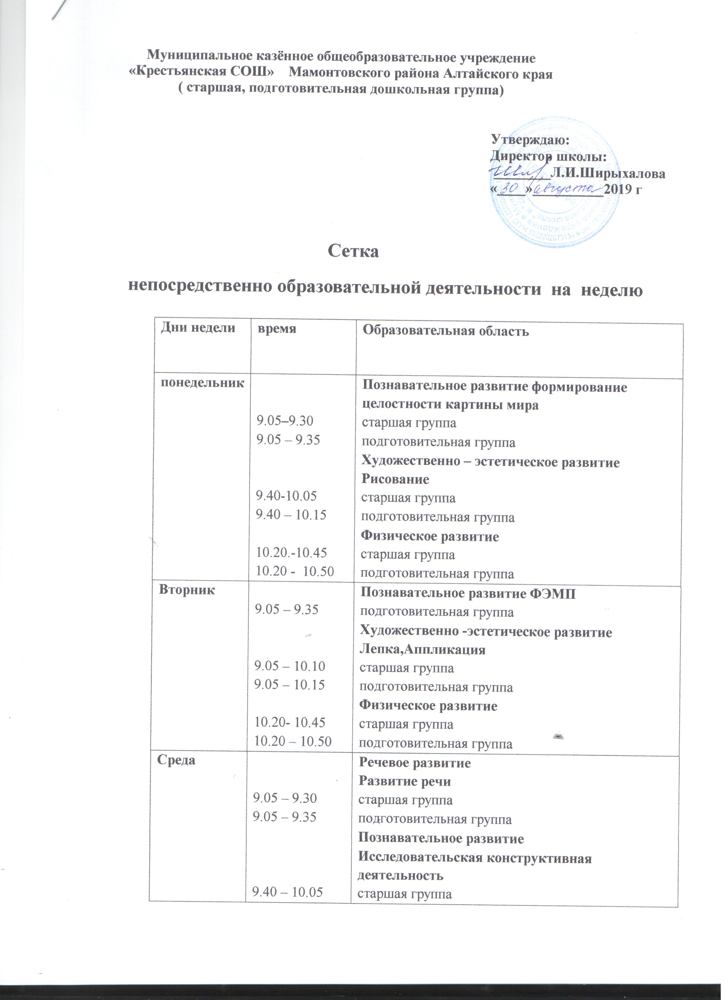 Муниципальное казённое общеобразовательное учреждение
«Крестьянская СОШ» Мамонтовского района Алтайского края
( старшая, подготовительная дошкольная группа)
Утверждаю:
Директор школы:
Л.И.Ширыхалова
« 30 » августа 2019 г
ОГРН 1022202073134
Сетка
непосредственно образовательной деятельности на неделю
Дни недели время Образовательная область
понедельник Познавательное развитие формирование
целостности картины мира
9.05–9.30 старшая группа
9.05 – 9.35 подготовительная группа
Художественно – эстетическое развитие
Рисование
9.40-10.05 старшая группа
9.40 – 10.15 подготовительная группа
Физическое развитие
10.20.-10.45 старшая группа
10.20 - 10.50 подготовительная группа
Вторник Познавательное развитие ФЭМП
9.05 – 9.35 подготовительная группа
Художественно -эстетическое развитие
Лепка,Аппликация
9.05 – 10.10 старшая группа
9.05 – 10.15 подготовительная группа
Физическое развитие
10.20- 10.45 старшая группа
10.20 – 10.50 подготовительная группа
Среда Речевое развитие
Развитие речи
9.05 – 9.30 старшая группа
9.05 – 9.35 подготовительная группа
Познавательное развитие
Исследовательская конструктивная
деятельность
9.40 – 10.05 старшая группа